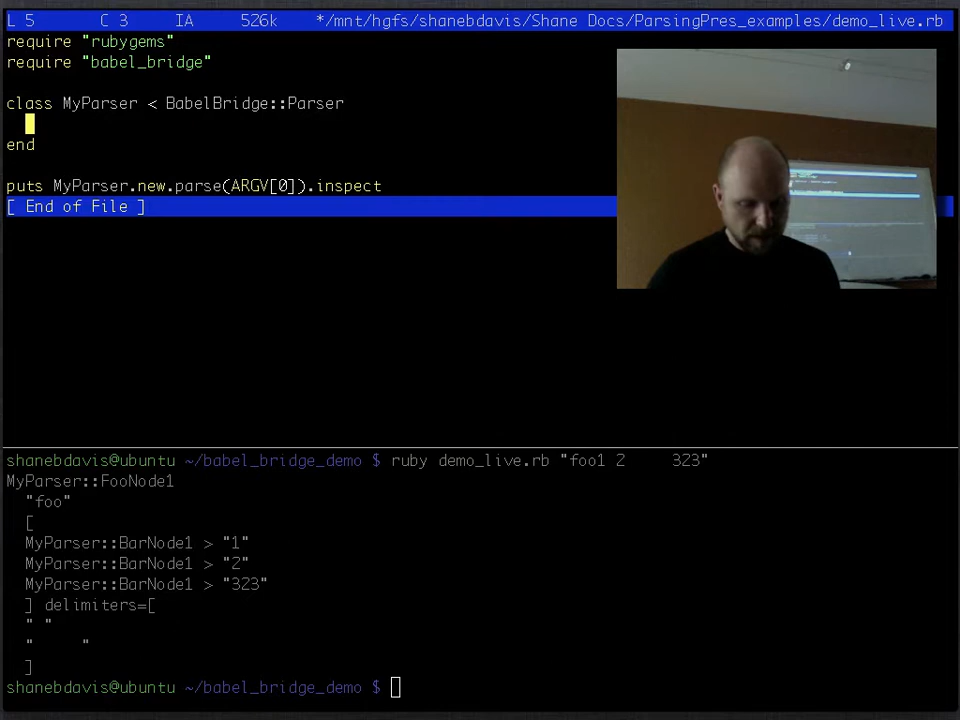 L 5 C 3 IA 526k */mnt/hgfs/shanebdavis/Shane Docs/ParsingPres_examples/demo_live.rb
require "rubygems"
require "babel_bridge"
class MyParser < BabelBridge::Parser
end
puts MyParser.new.parse(ARGV[0]).inspect
[ End of File ]
shanebdavis@ubuntu ~/babel_bridge_demo $ ruby demo_live.rb "foo1 2     323"
MyParser::FooNode1
"foo"
[
MyParser::BarNode1 > "1"
MyParser::BarNode1 > "2"
MyParser::BarNode1 > "323"
] delimiters=[
" "
"     "
]
shanebdavis@ubuntu ~/babel_bridge_demo $